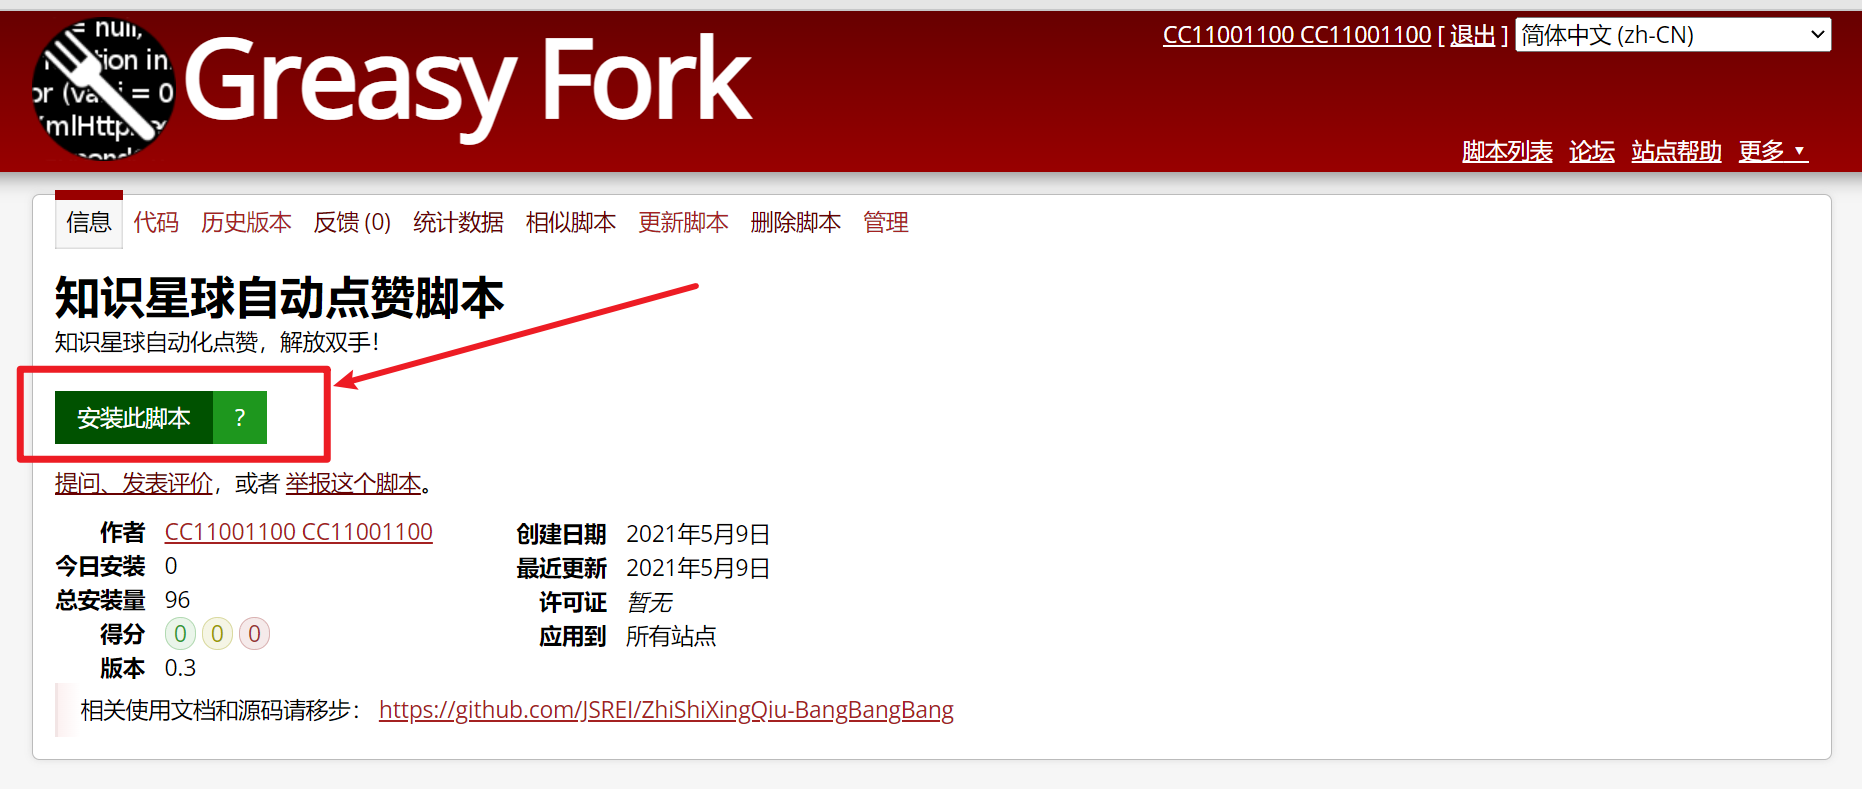 = null,
tion in
or (va i = 0
mlHttp
Greasy Fork
CC11001100 CC11001100 [ 退出 ] 简体中文 (zh-CN)
脚本列表 论坛 站点帮助 更多 ▼
信息 代码 历史版本 反馈 (0) 统计数据 相似脚本 更新脚本 删除脚本 管理
知识星球自动点赞脚本
知识星球自动化点赞，解放双手！
安装此脚本 ?
提问、发表评价，或者 举报这个脚本。
作者 CC11001100 CC11001100
今日安装 0
总安装量 96
得分 0 0 0
版本 0.3
创建日期 2021年5月9日
最近更新 2021年5月9日
许可证 暂无
应用到 所有站点
相关使用文档和源码请移步： https://github.com/JSREI/ZhiShiXingQiu-BangBangBang